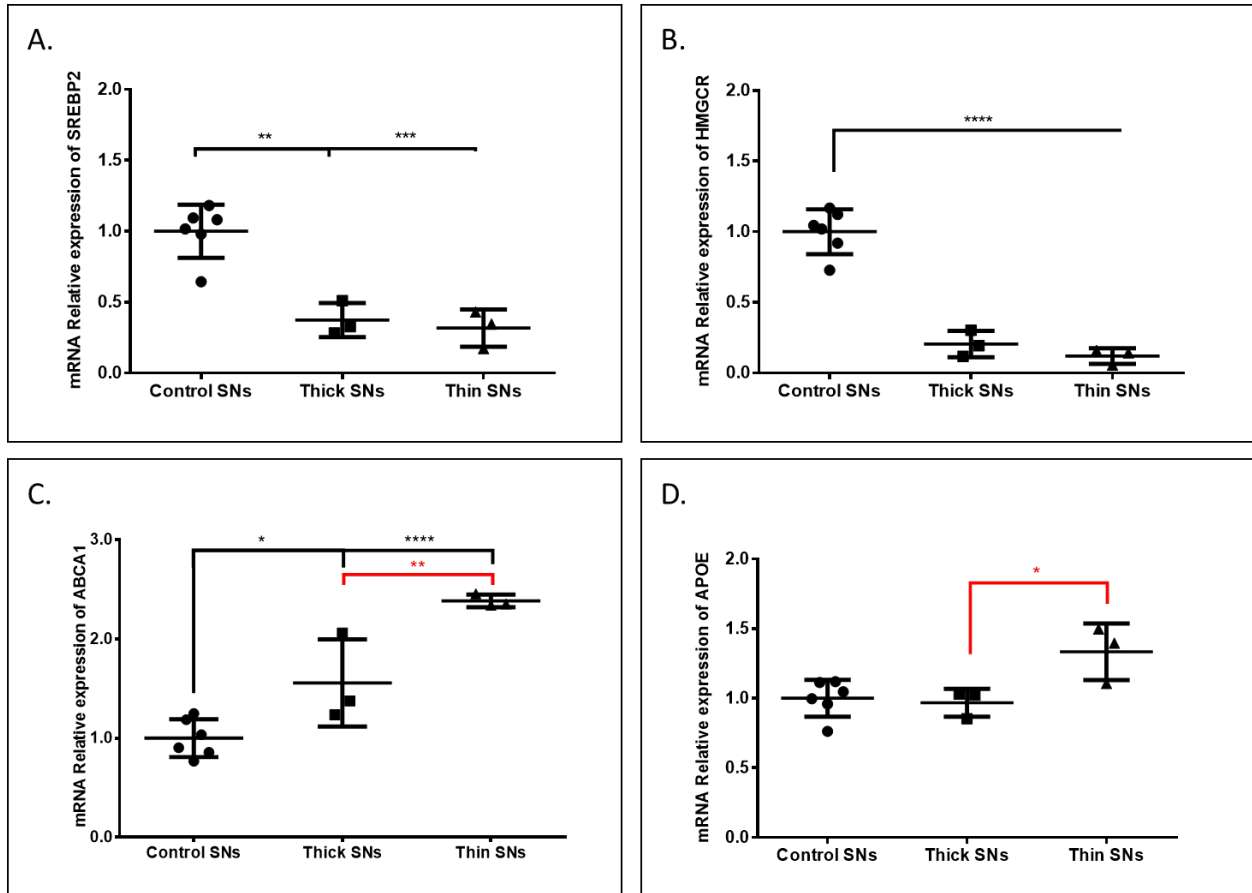 A.
mRNA Relative expression of SREBP2
2.0
1.5
1.0
0.5
0.0
**
***
Control SNs
Thick SNs
Thin SNs
B.
mRNA Relative expression of HMGCR
2.0
1.5
1.0
0.5
0.0
****
Control SNs
Thick SNs
Thin SNs
C.
mRNA Relative expression of ABCA1
3.0
2.0
1.0
0.0
*
****
**
Control SNs
Thick SNs
Thin SNs
D.
mRNA Relative expression of APOE
2.0
1.5
1.0
0.5
0.0
*
Control SNs
Thick SNs
Thin SNs